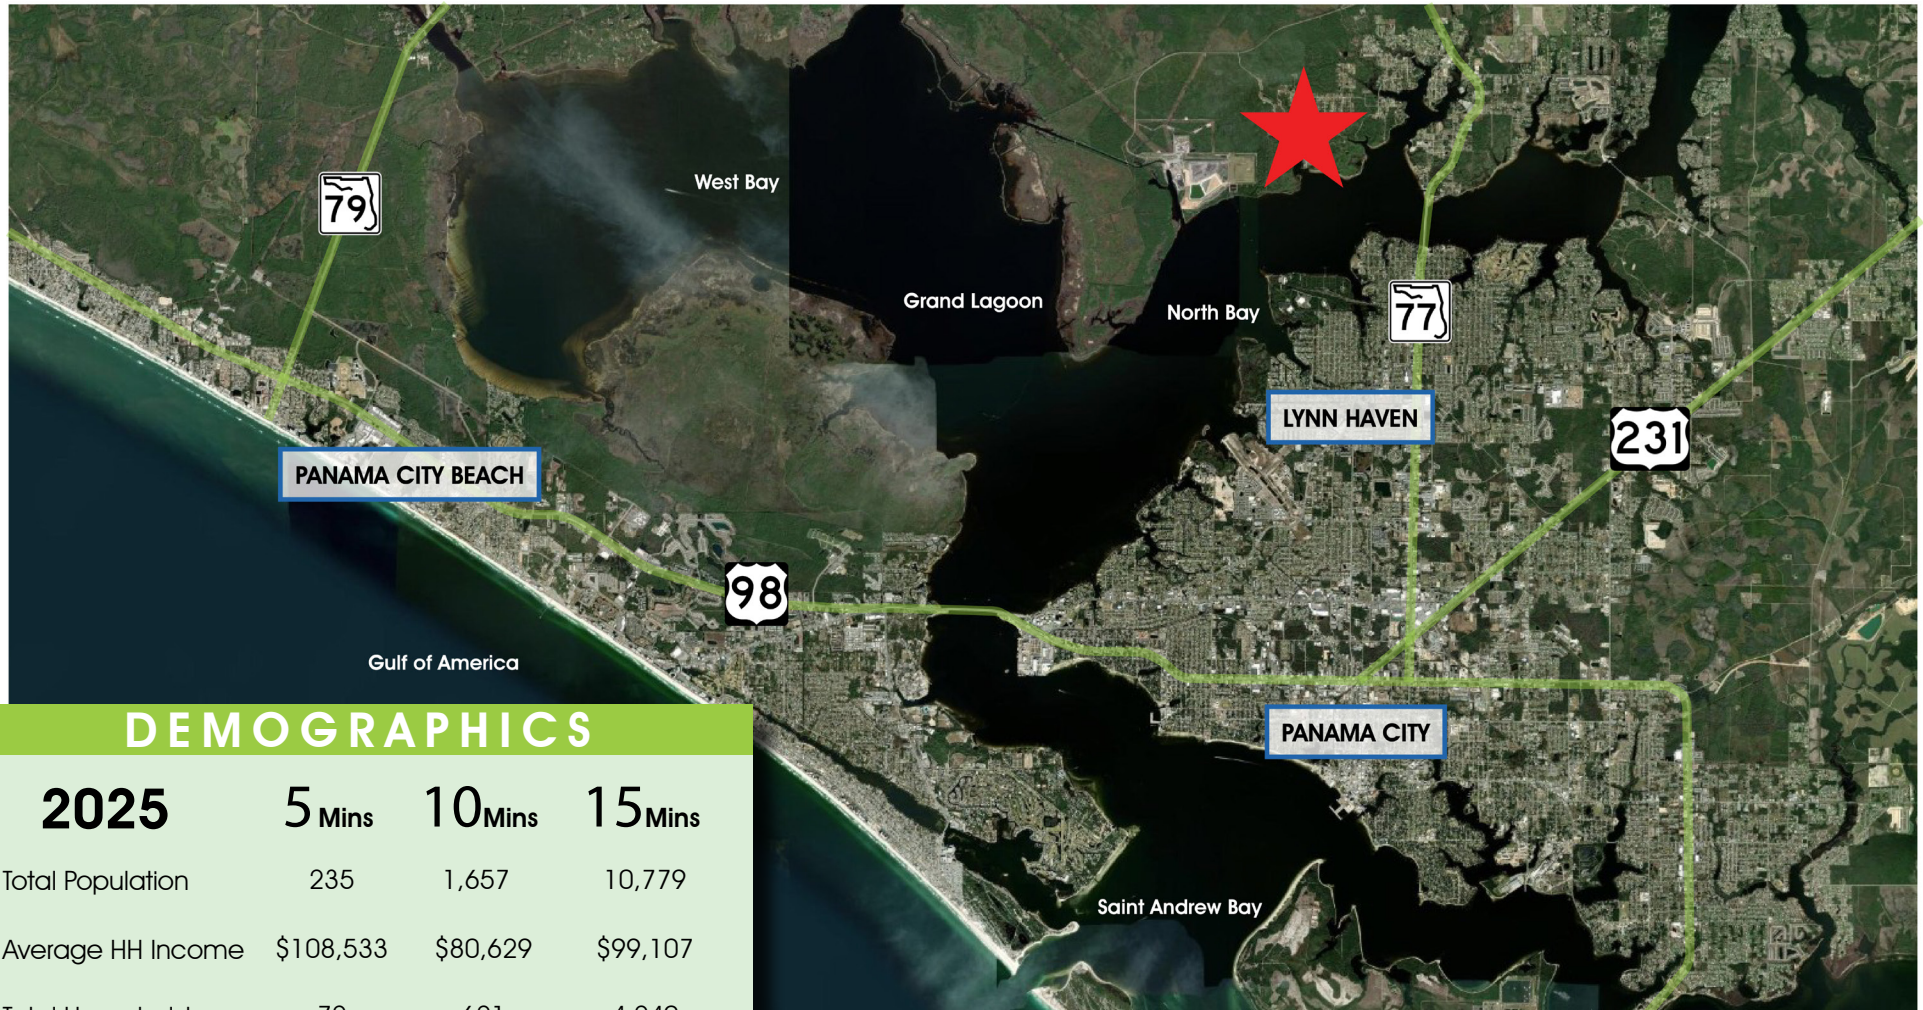 79
West Bay
Grand Lagoon
North Bay
77
LYNN HAVEN
231
PANAMA CITY BEACH
98
Gulf of America
PANAMA CITY
Saint Andrew Bay
DEMOGRAPHICS
2025 5 Mins 10 Mins 15 Mins
Total Population 235 1,657 10,779
Average HH Income $108,533 $80,629 $99,107